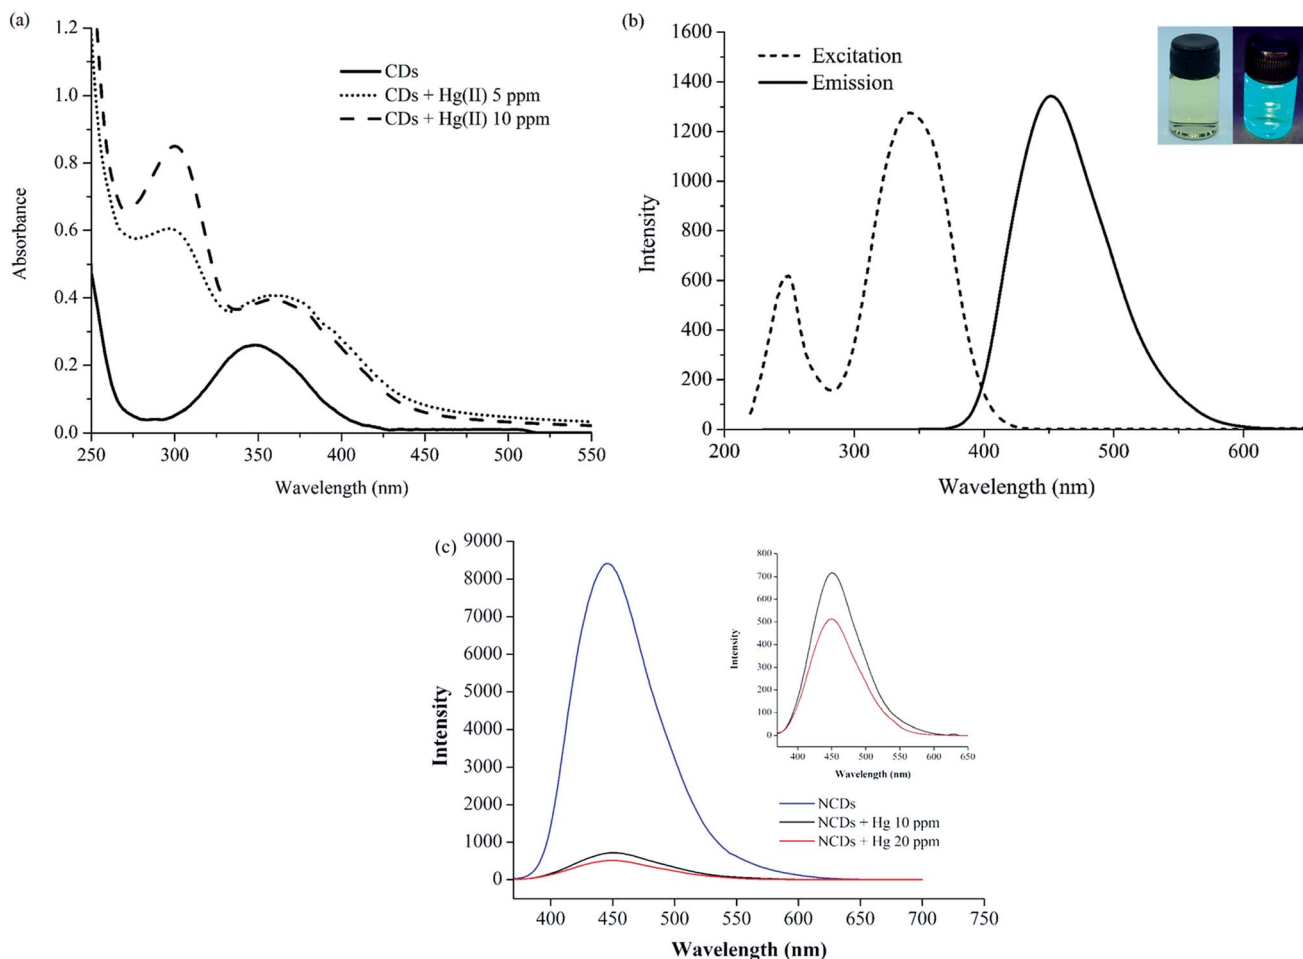 (a)
1.2
1.0
0.8
0.6
0.4
0.2
0.0
Absorbance
CDs
CDs + Hg(II) 5 ppm
CDs + Hg(II) 10 ppm
250 300 350 400 450 500 550
Wavelength (nm)
(b)
1600
1400
1200
1000
800
600
400
200
0
Intensity
Excitation
Emission
200 300 400 500 600
Wavelength (nm)
(c)
9000
8000
7000
6000
5000
4000
3000
2000
1000
0
Intensity
800
700
600
500
400
300
200
100
0
Intensity
400 450 500 550 600 650
Wavelength (nm)
NCDs
NCDs + Hg 10 ppm
NCDs + Hg 20 ppm
400 450 500 550 600 650 700 750
Wavelength (nm)